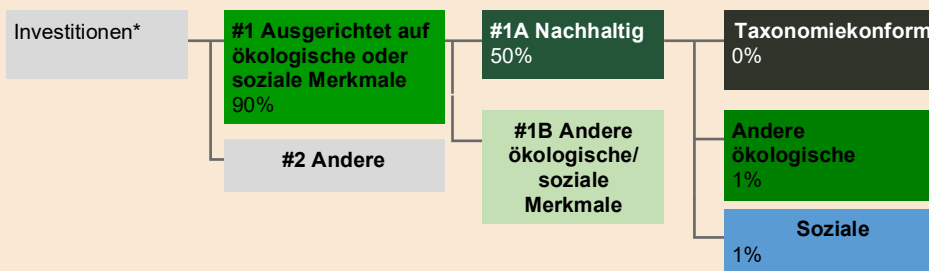 Investitionen*
#1 Ausgerichtet auf
ökologische oder
soziale Merkmale
90%
#2 Andere
#1A Nachhaltig
50%
#1B Andere
ökologische/
soziale
Merkmale
Taxonomiekonform
0%
Andere
ökologische
1%
Soziale
1%